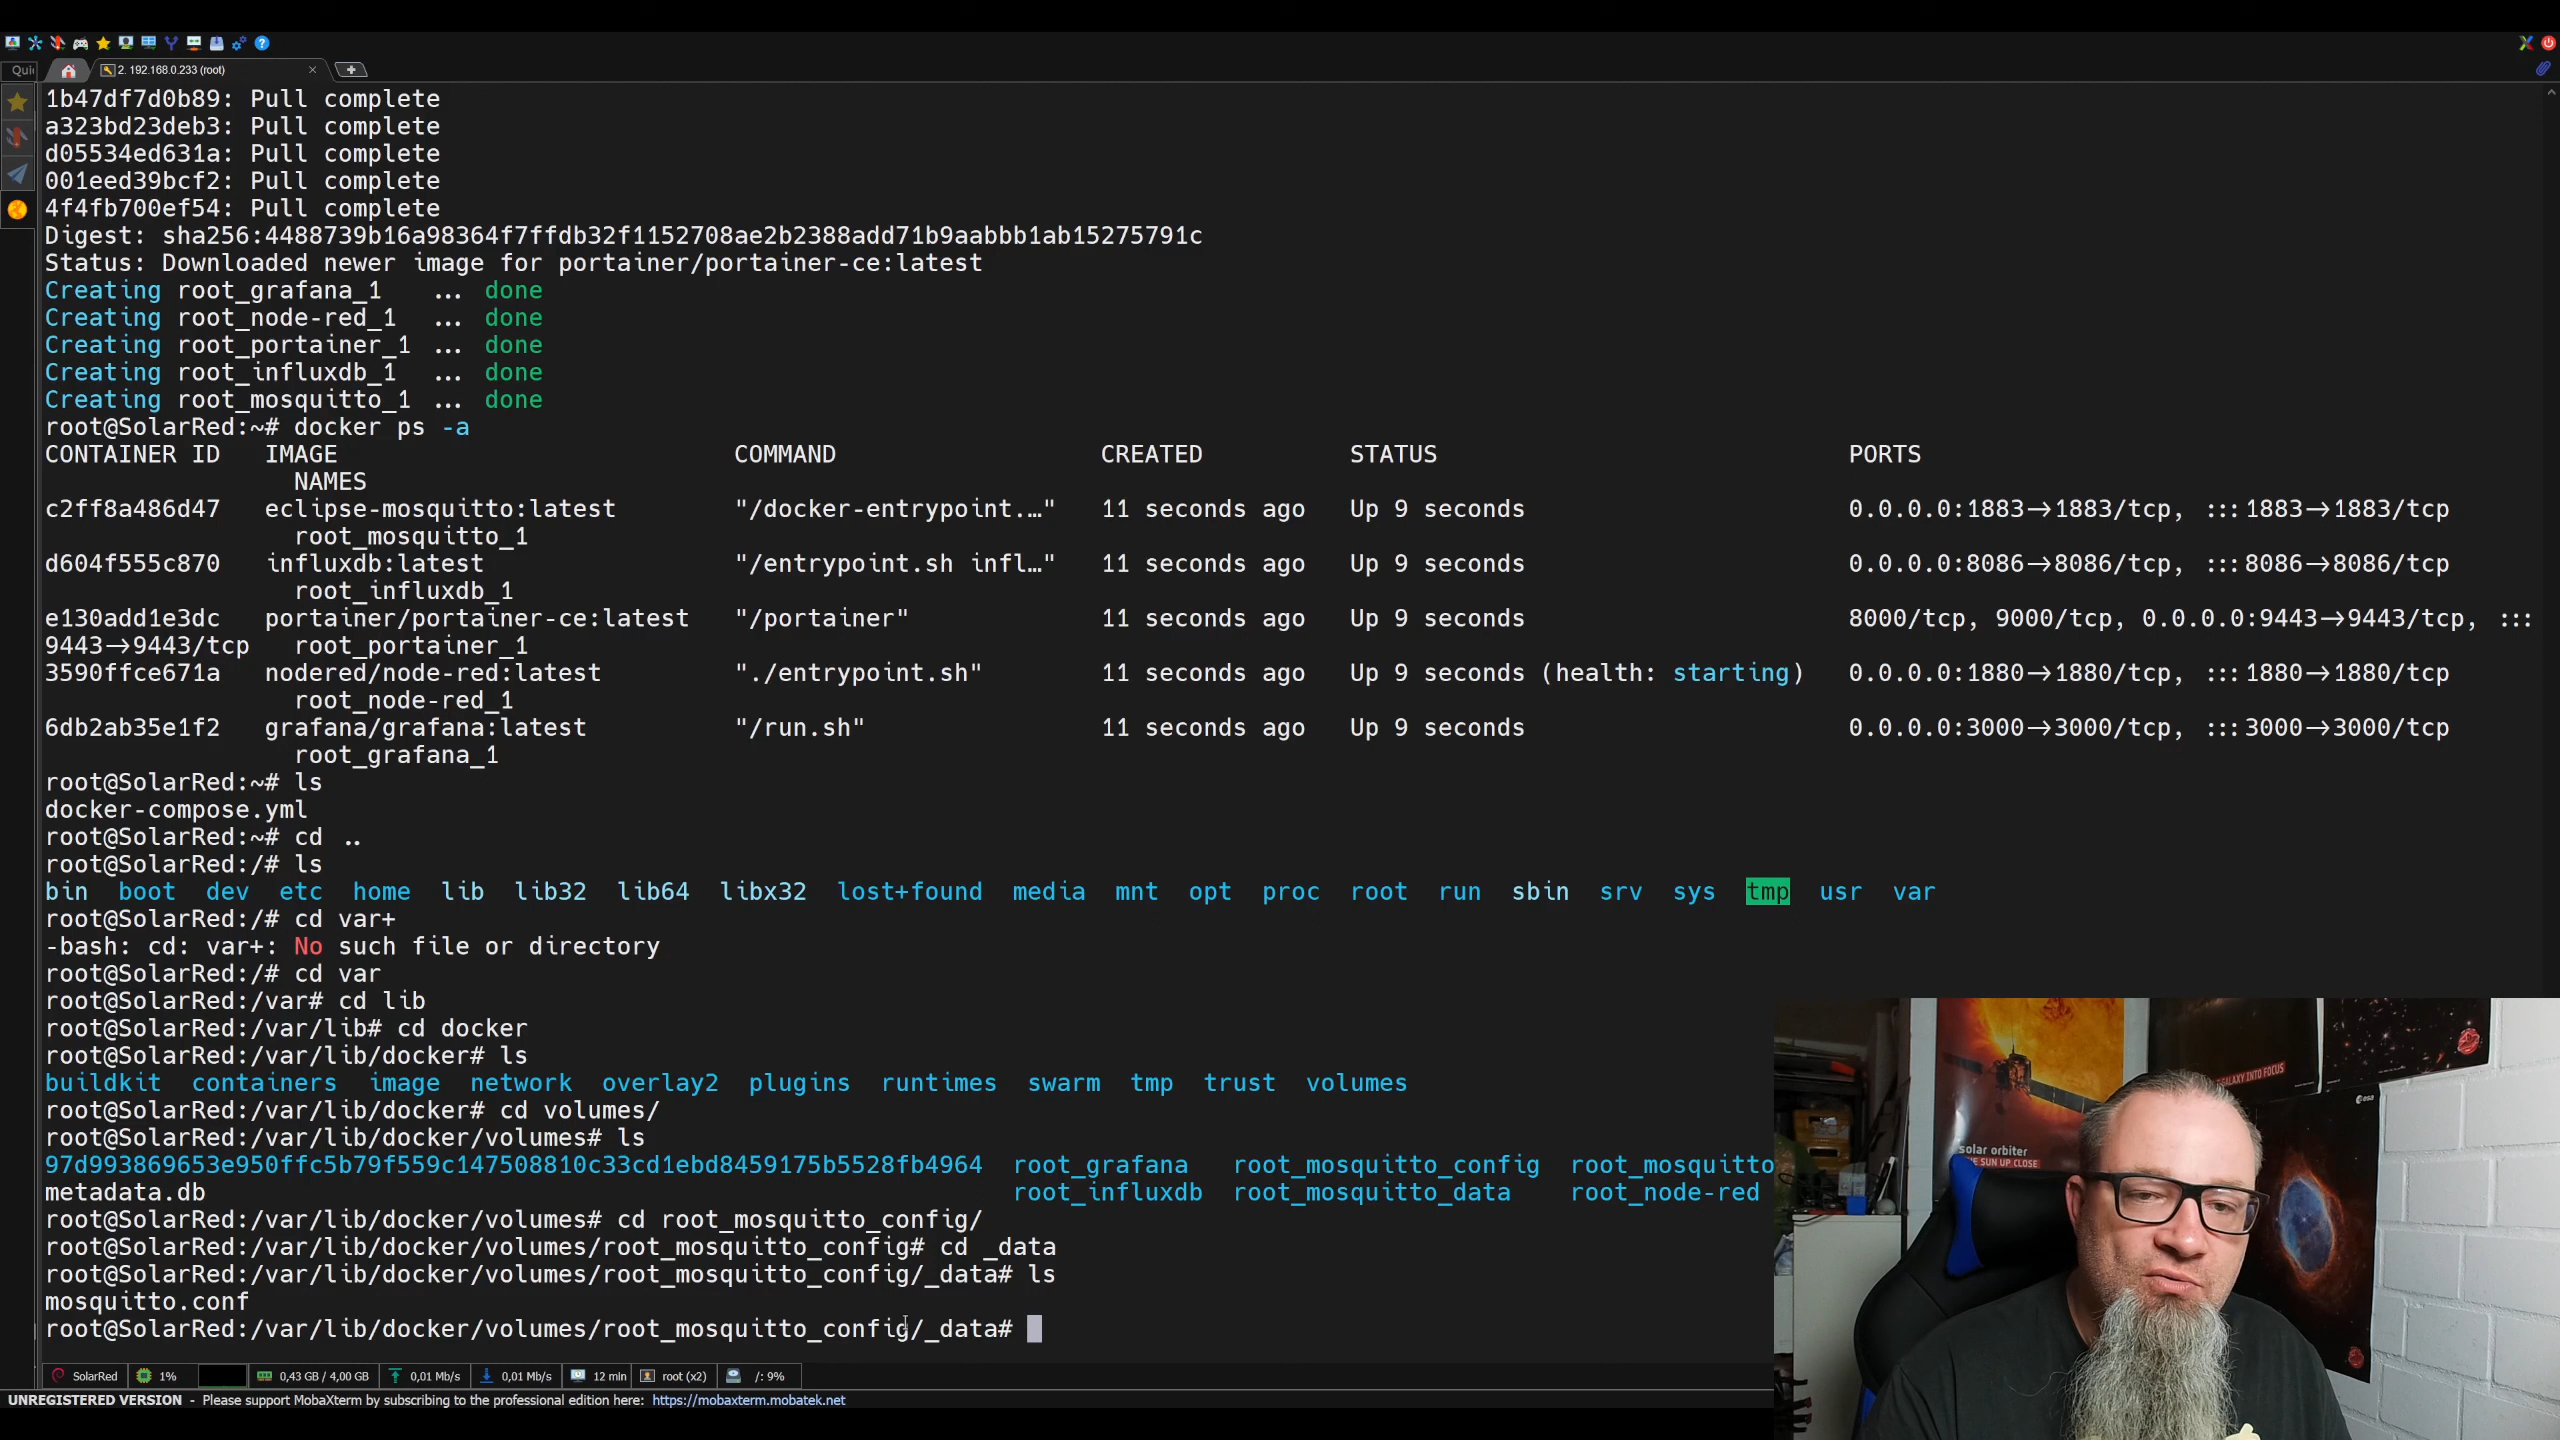 Qui
2. 192.168.0.233 (root)
1b47df7d0b89: Pull complete
a323bd23deb3: Pull complete
d05534ed631a: Pull complete
001eed39bcf2: Pull complete
4f4fb700ef54: Pull complete
Digest: sha256:4488739b16a98364f7ffdb32f1152708ae2b2388add71b9aabbb1ab15275791c
Status: Downloaded newer image for portainer/portainer-ce:latest
Creating root_grafana_1 ... done
Creating root_node-red_1 ... done
Creating root_portainer_1 ... done
Creating root_influxdb_1 ... done
Creating root_mosquitto_1 ... done
root@SolarRed:~# docker ps -a
CONTAINER ID IMAGE COMMAND CREATED STATUS PORTS
NAMES
c2ff8a486d47 eclipse-mosquitto:latest "/docker-entrypoint.…" 11 seconds ago Up 9 seconds 0.0.0.0:1883->1883/tcp, :::1883->1883/tcp
root_mosquitto_1
d604f555c870 influxdb:latest "/entrypoint.sh infl…" 11 seconds ago Up 9 seconds 0.0.0.0:8086->8086/tcp, :::8086->8086/tcp
root_influxdb_1
e130add1e3dc portainer/portainer-ce:latest "/portainer" 11 seconds ago Up 9 seconds 8000/tcp, 9000/tcp, 0.0.0.0:9443->9443/tcp, :::
9443->9443/tcp root_portainer_1
3590ffce671a nodered/node-red:latest "./entrypoint.sh" 11 seconds ago Up 9 seconds (health: starting) 0.0.0.0:1880->1880/tcp, :::1880->1880/tcp
root_node-red_1
6db2ab35e1f2 grafana/grafana:latest "/run.sh" 11 seconds ago Up 9 seconds 0.0.0.0:3000->3000/tcp, :::3000->3000/tcp
root_grafana_1
root@SolarRed:~# ls
docker-compose.yml
root@SolarRed:~# cd ..
root@SolarRed:/# ls
bin boot dev etc home lib lib32 lib64 libx32 lost+found media mnt opt proc root run sbin srv sys tmp usr var
root@SolarRed:/# cd var+
-bash: cd: var+: No such file or directory
root@SolarRed:/# cd var
root@SolarRed:/var# cd lib
root@SolarRed:/var/lib# cd docker
root@SolarRed:/var/lib/docker# ls
buildkit containers image network overlay2 plugins runtimes swarm tmp trust volumes
root@SolarRed:/var/lib/docker# cd volumes/
root@SolarRed:/var/lib/docker/volumes# ls
97d993869653e950ffc5b79f559c147508810c33cd1ebd8459175b5528fb4964 root_grafana root_mosquitto_config root_mosquitto
metadata.db root_influxdb root_mosquitto_data root_node-red
root@SolarRed:/var/lib/docker/volumes# cd root_mosquitto_config/
root@SolarRed:/var/lib/docker/volumes/root_mosquitto_config# cd _data
root@SolarRed:/var/lib/docker/volumes/root_mosquitto_config/_data# ls
mosquitto.conf
root@SolarRed:/var/lib/docker/volumes/root_mosquitto_config/_data#
GALAXY INTO FOCUS
esa
solar orbiter
THE SUN UP CLOSE
SolarRed 1% 0,43 GB / 4,00 GB 0,01 Mb/s 0,01 Mb/s 12 min root (x2) /: 9%
UNREGISTERED VERSION - Please support MobaXterm by subscribing to the professional edition here: https://mobaxterm.mobatek.net